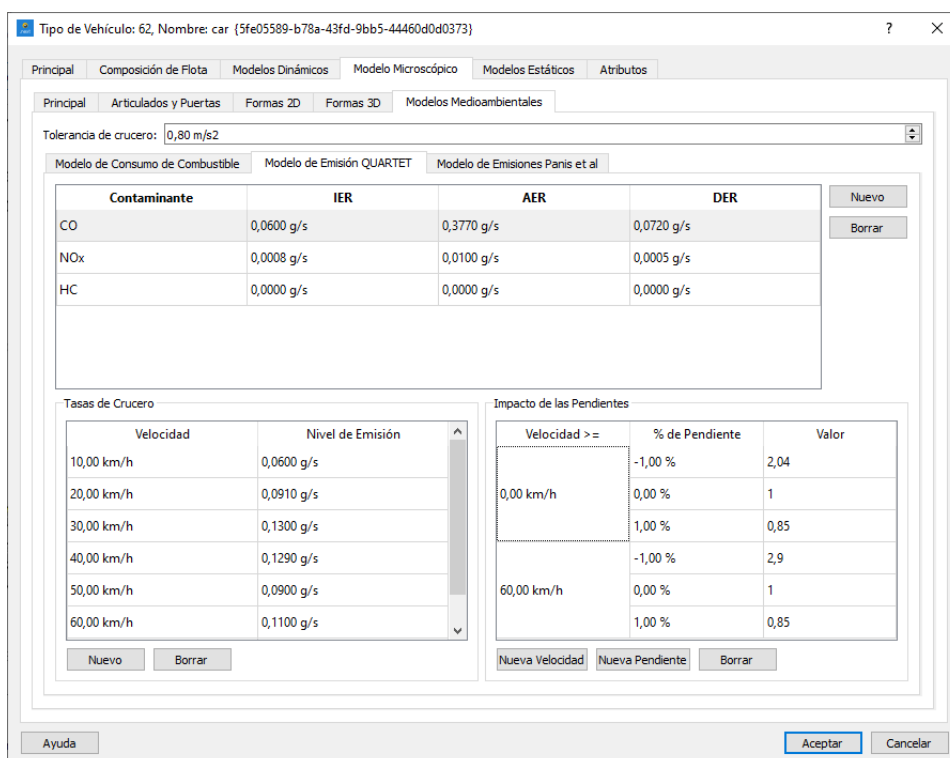 Tipo de Vehículo: 62, Nombre: car {5fe05589-b78a-43fd-9bb5-44460d0d0373}
? ×
Principal Composición de Flota Modelos Dinámicos Modelo Microscópico Modelos Estáticos Atributos
Principal Articulados y Puertas Formas 2D Formas 3D Modelos Medioambientales
Tolerancia de crucero: 0,80 m/s2
Modelo de Consumo de Combustible Modelo de Emisión QUARTET Modelo de Emisiones Panis et al
Contaminante IER AER DER
Nuevo
CO 0,0600 g/s 0,3770 g/s 0,0720 g/s
Borrar
NOx 0,0008 g/s 0,0100 g/s 0,0005 g/s
HC 0,0000 g/s 0,0000 g/s 0,0000 g/s
Tasas de Crucero
Velocidad Nivel de Emisión
10,00 km/h 0,0600 g/s
20,00 km/h 0,0910 g/s
30,00 km/h 0,1300 g/s
40,00 km/h 0,1290 g/s
50,00 km/h 0,0900 g/s
60,00 km/h 0,1100 g/s
Nuevo Borrar
Impacto de las Pendientes
Velocidad >= % de Pendiente Valor
-1,00 % 2,04
0,00 km/h 0,00 % 1
1,00 % 0,85
-1,00 % 2,9
60,00 km/h 0,00 % 1
1,00 % 0,85
Nueva Velocidad Nueva Pendiente Borrar
Ayuda Aceptar Cancelar